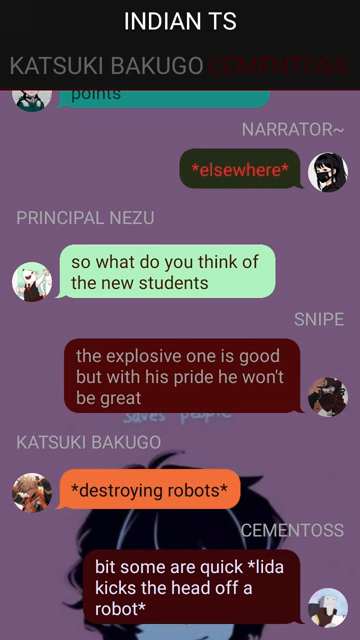 INDIAN TS
KATSUKI BAKUGO CEMENTOSS
points
NARRATOR~
*elsewhere*
PRINCIPAL NEZU
so what do you think of
the new students
SNIPE
the explosive one is good
but with his pride he won't
be great
saves people
KATSUKI BAKUGO
*destroying robots*
CEMENTOSS
bit some are quick *Iida
kicks the head off a
robot*